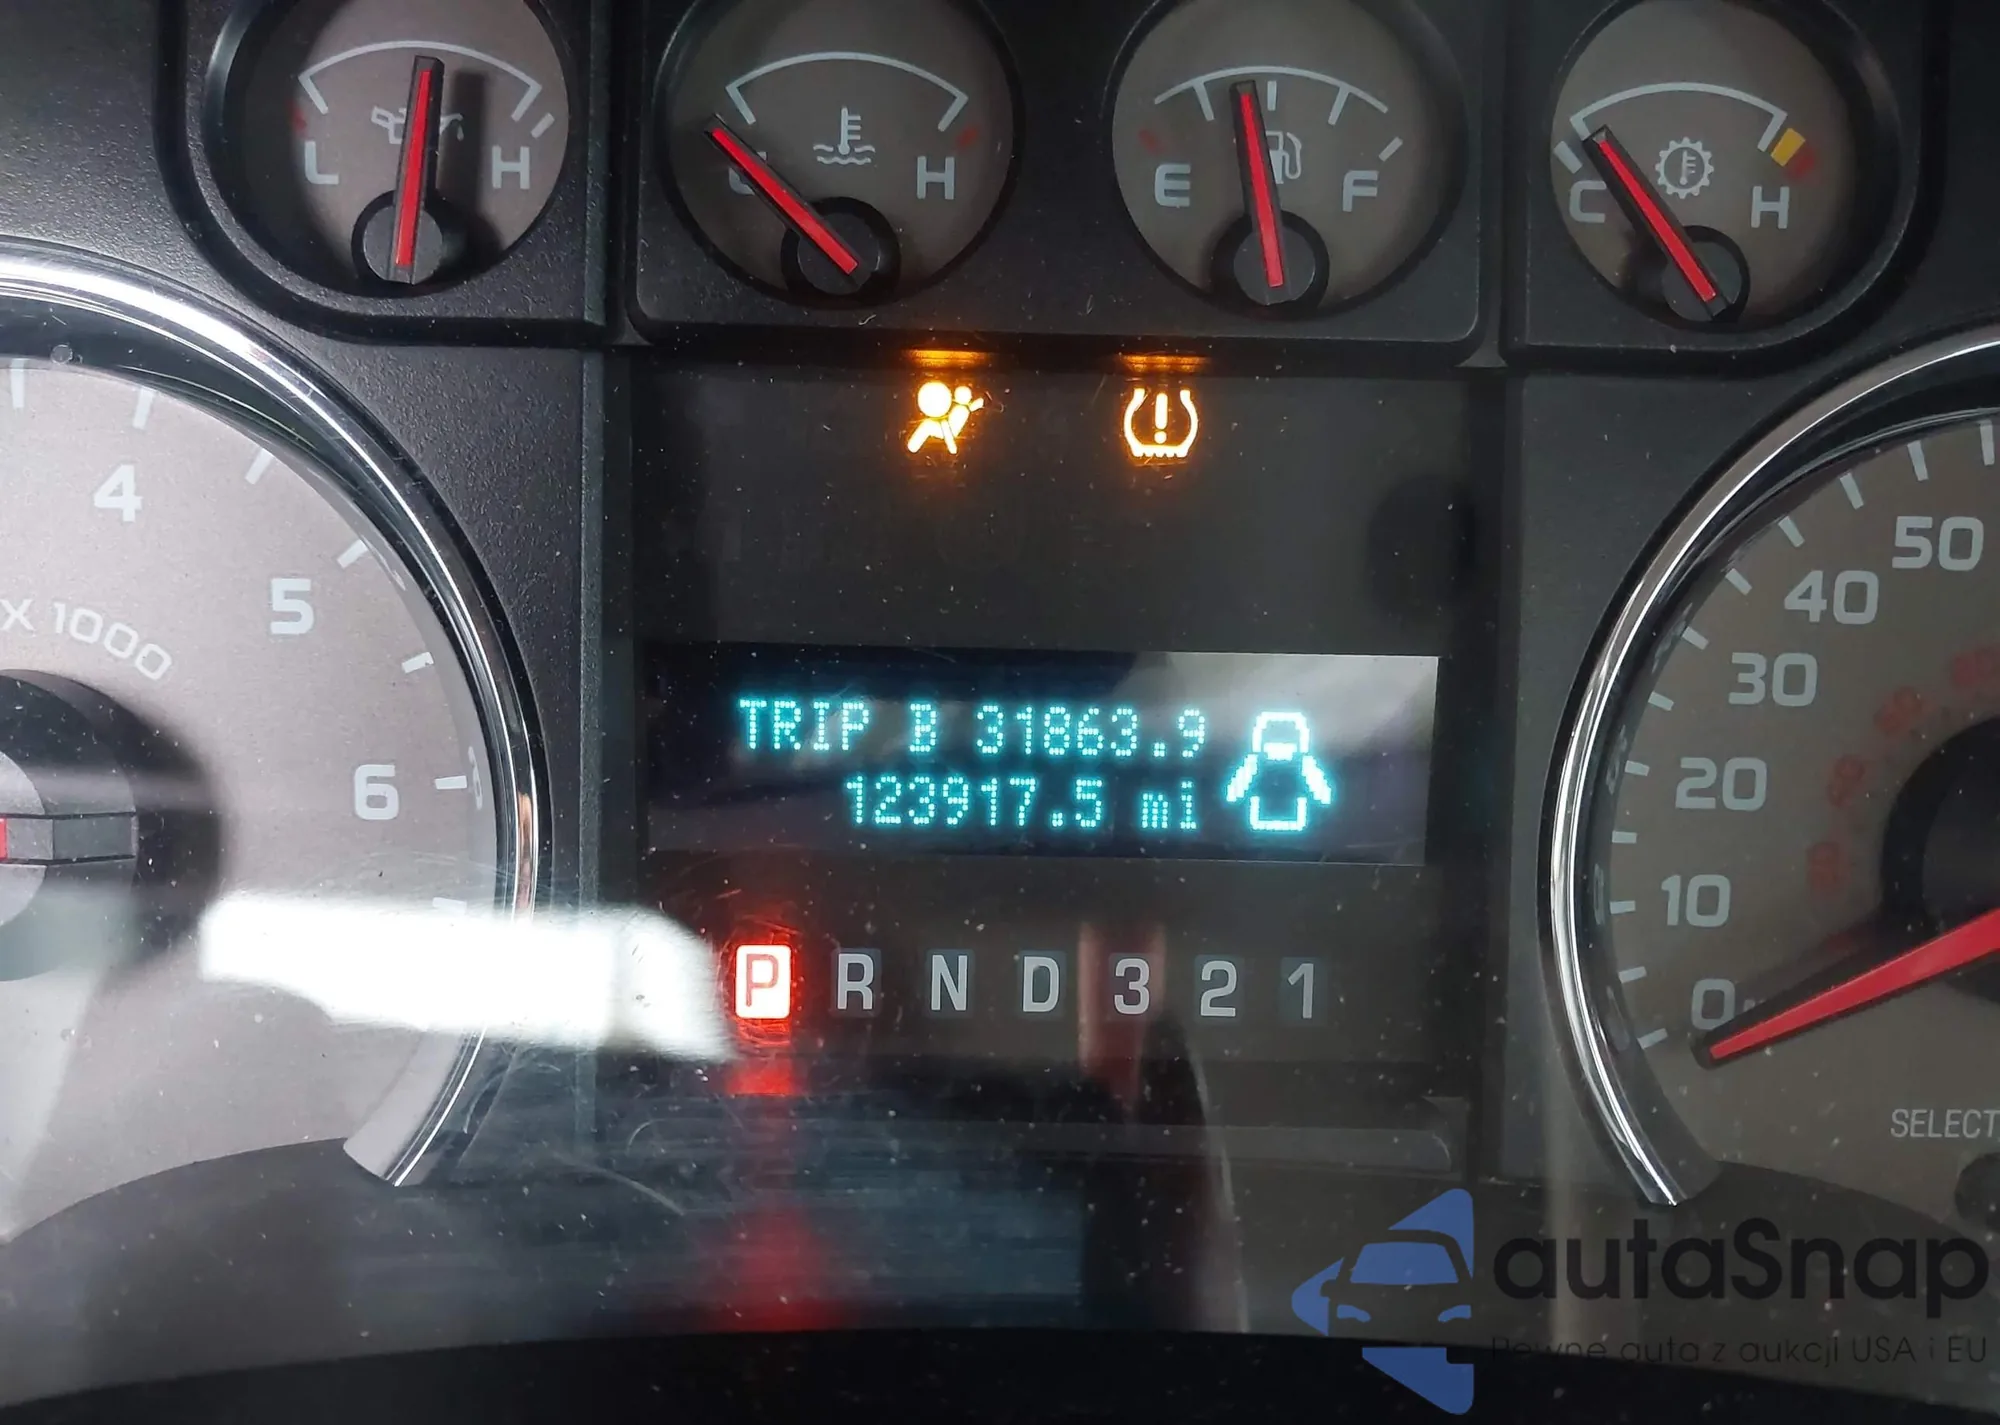 L H
H
E F
C H
4
5
6
X 1000
TRIP B 31863.9
123917.5 mi
P R N D 3 2 1
50
40
30
20
10
0
SELECT
autaSnap
Pewne auta z aukcji USA i EU